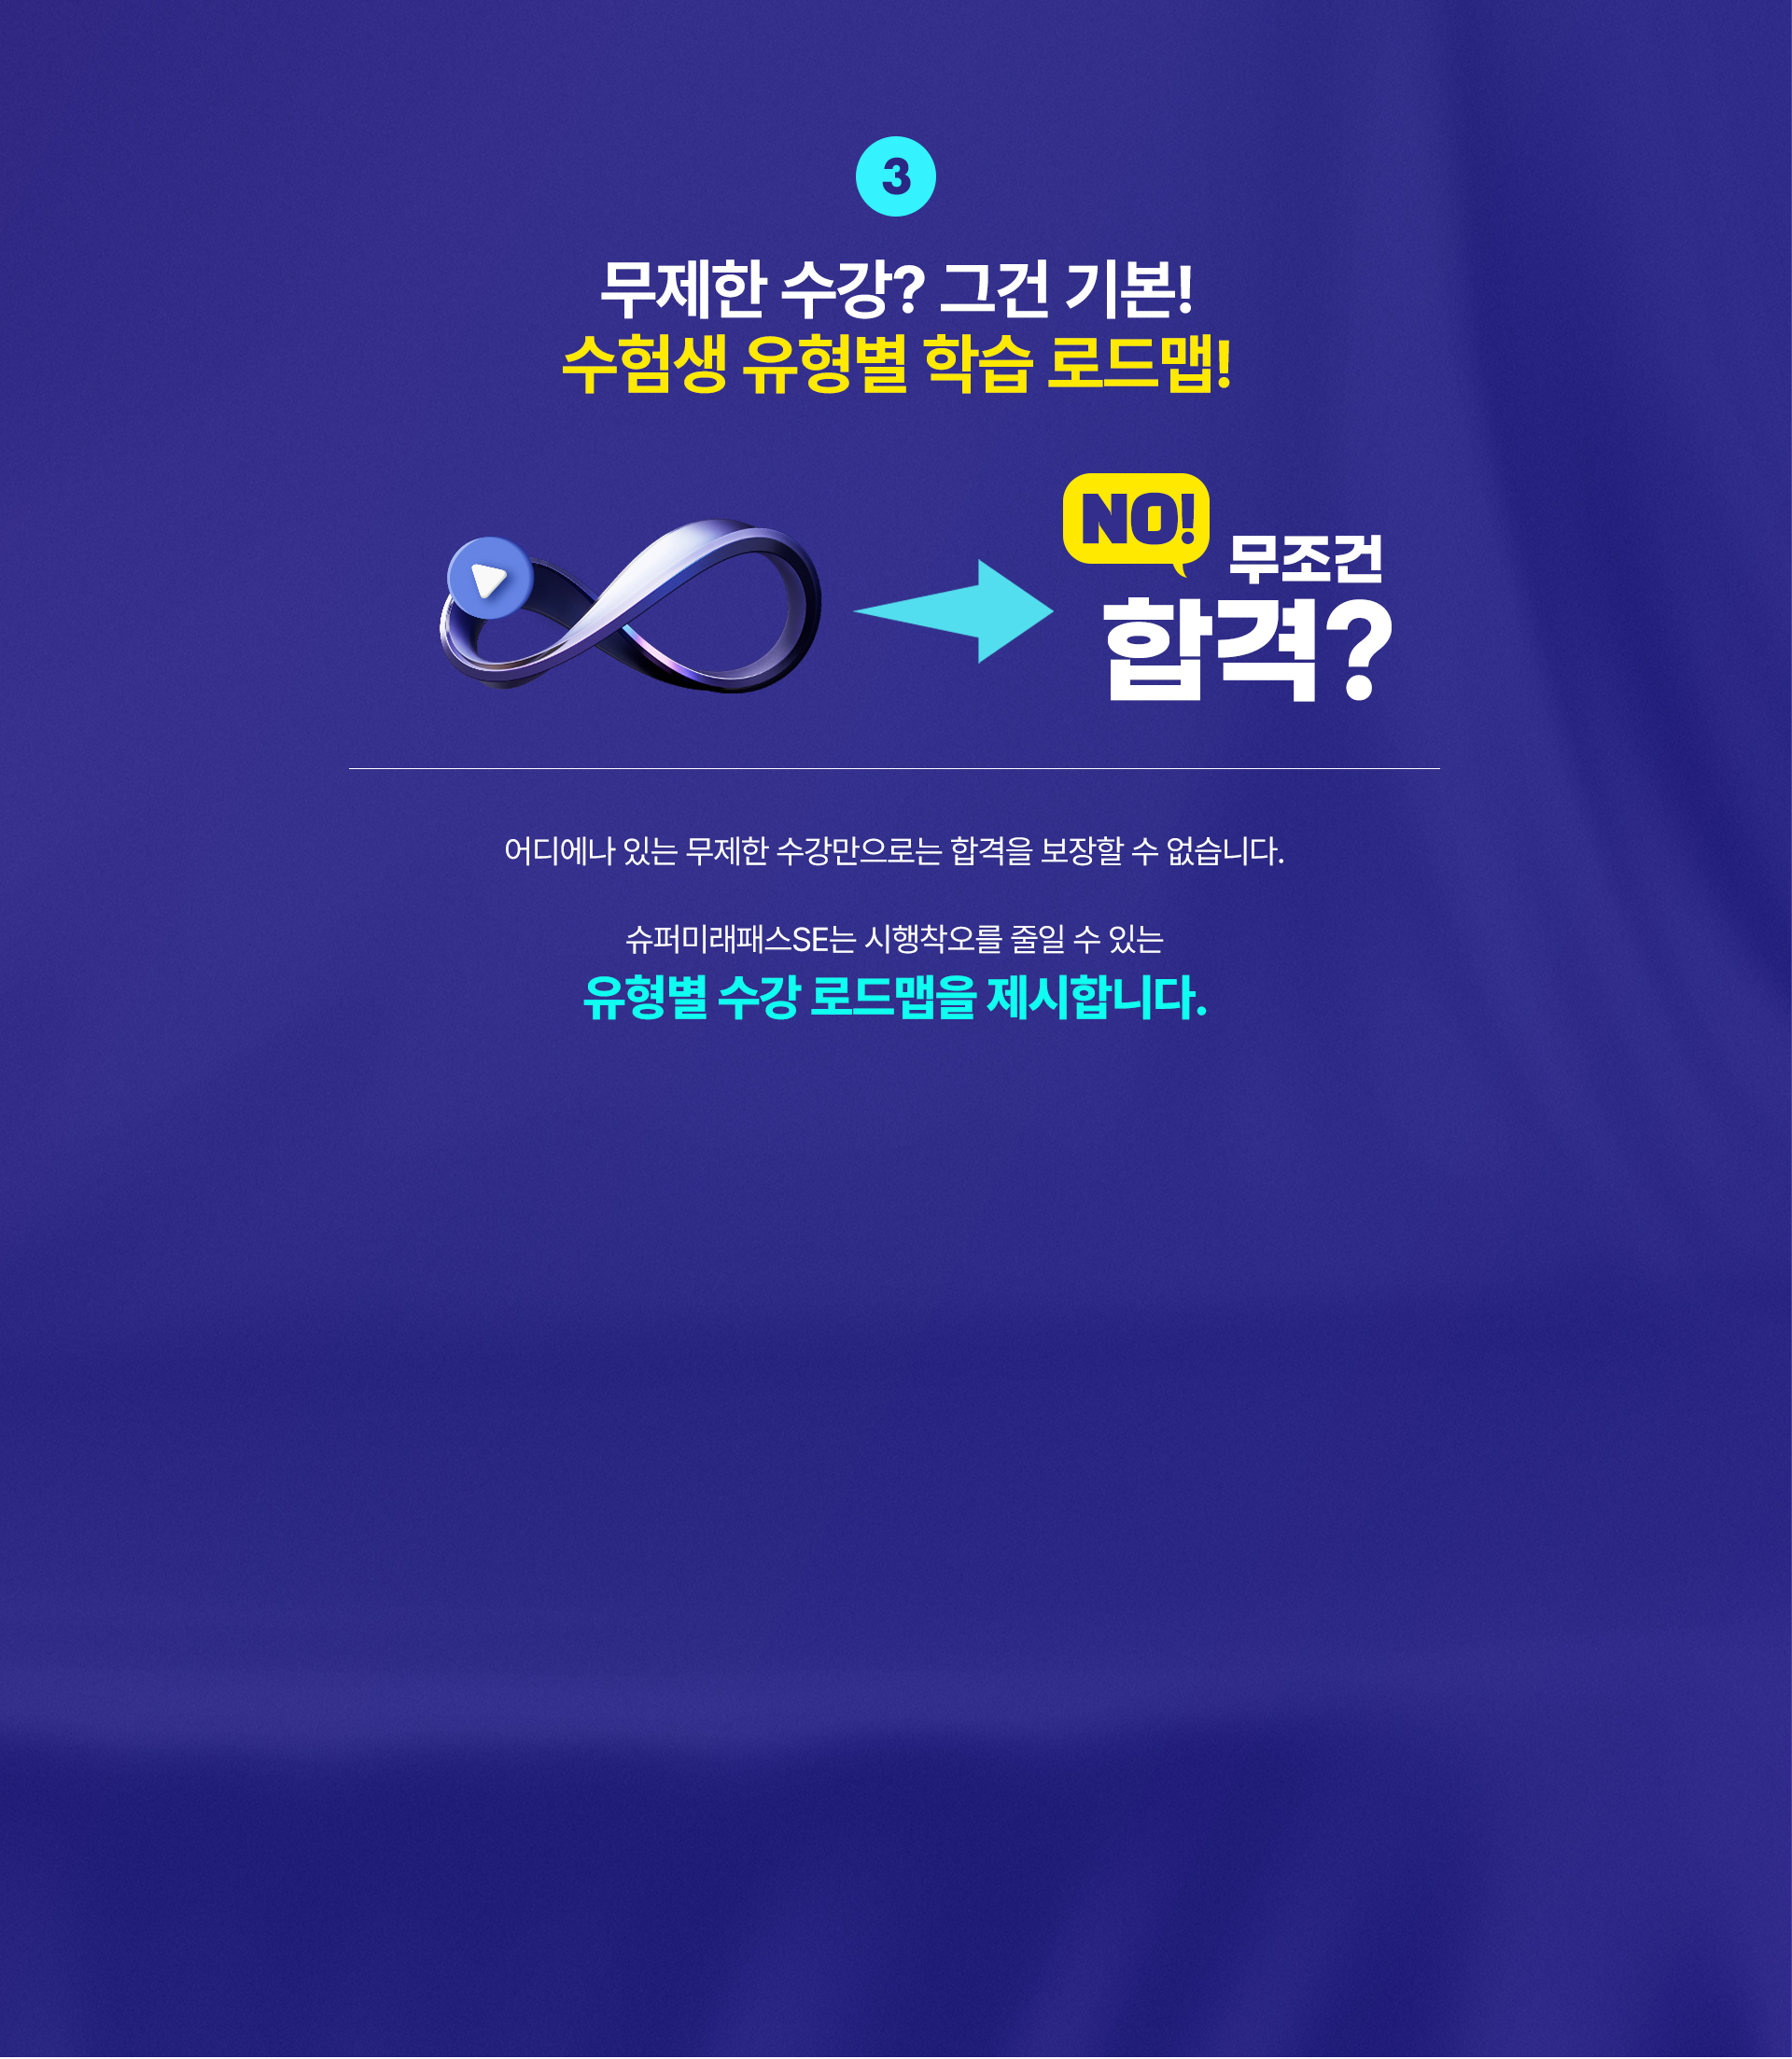 3
무제한 수강? 그건 기본!
수험생 유형별 학습 로드맵!
NO!
무조건
합격?
어디에나 있는 무제한 수강만으로는 합격을 보장할 수 없습니다.
슈퍼미래패스SE는 시행착오를 줄일 수 있는
유형별 수강 로드맵을 제시합니다.